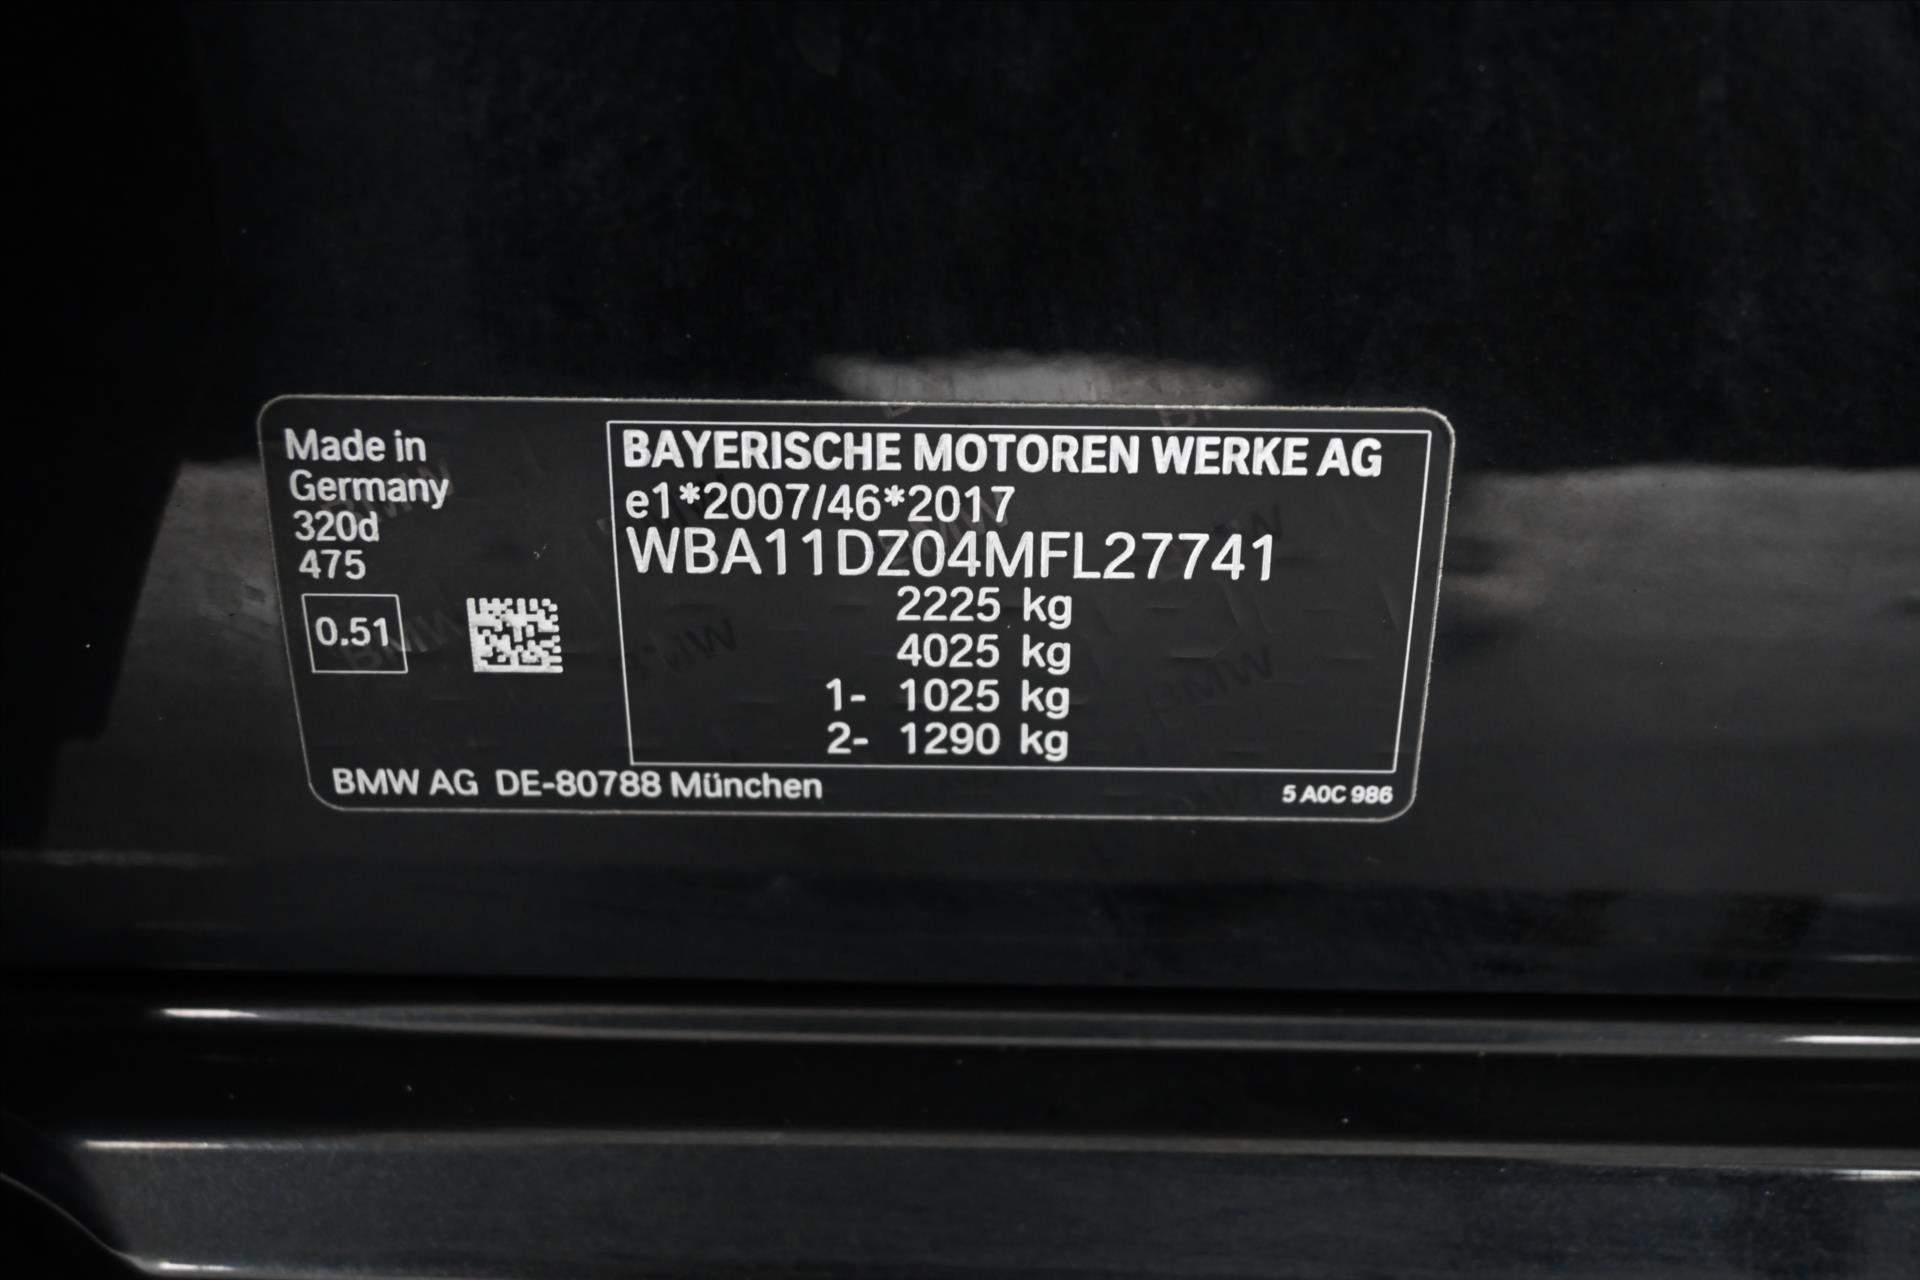 Made in
Germany
320d
475
0.51
BAYERISCHE MOTOREN WERKE AG
e1*2007/46*2017
WBA11DZ04MFL27741
2225 kg
4025 kg
1- 1025 kg
2- 1290 kg
BMW AG DE-80788 München
5 A0C 986